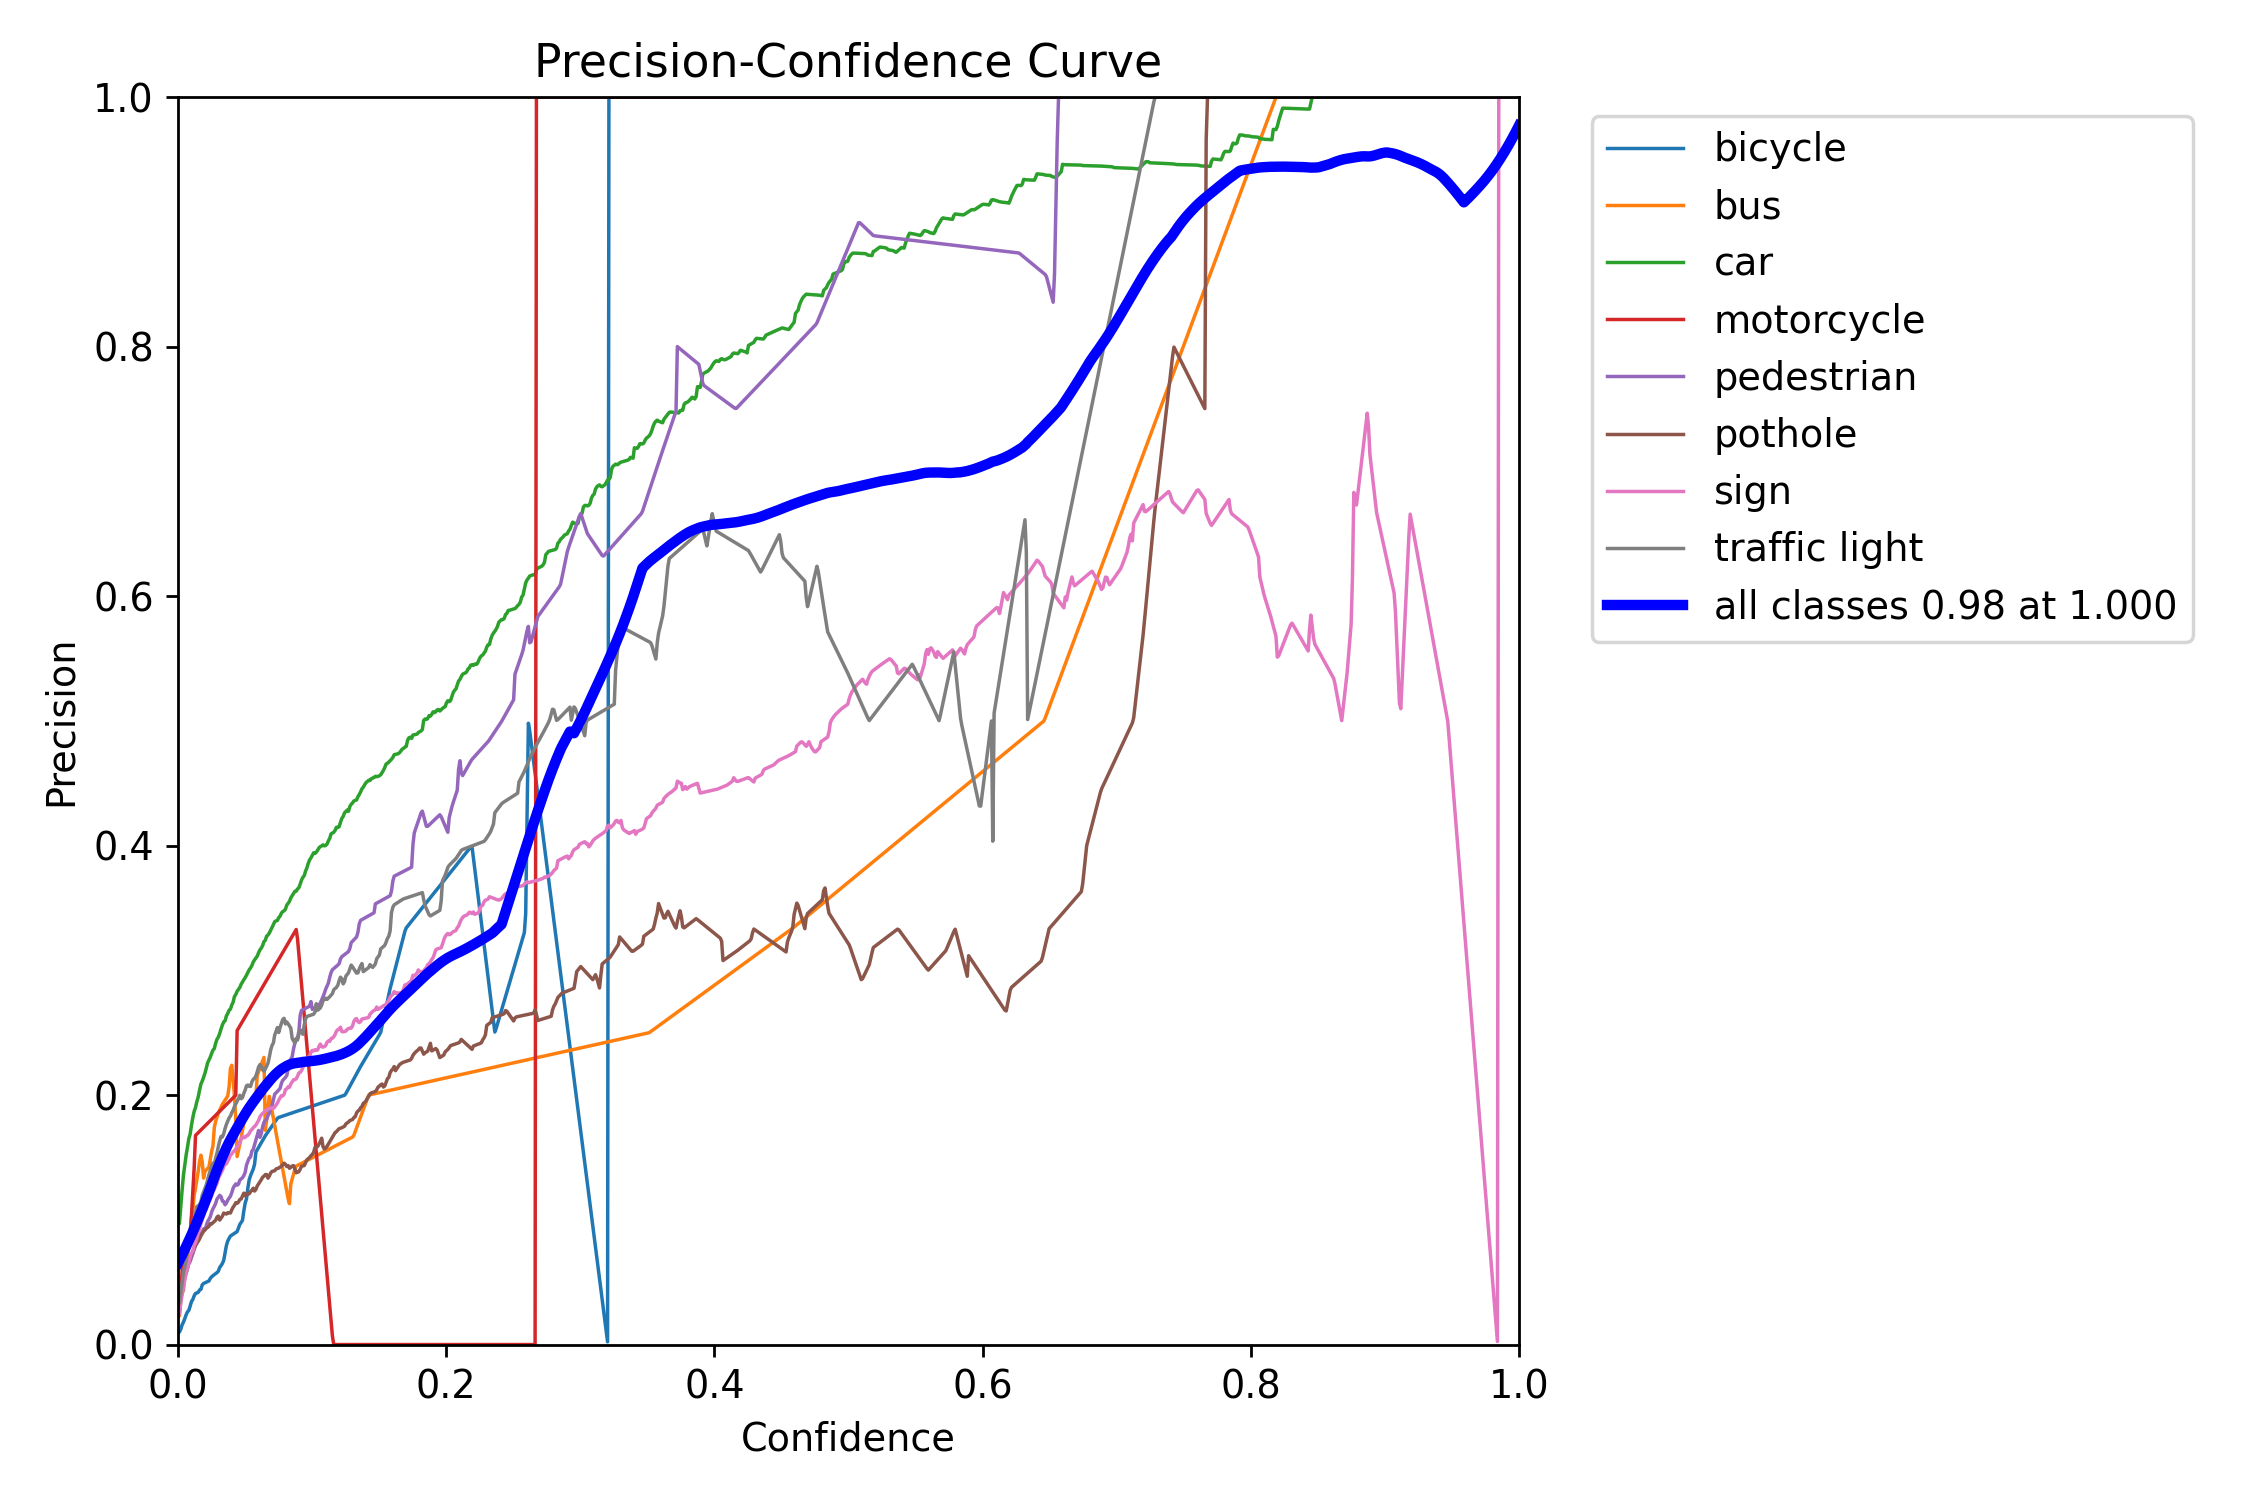 Precision-Confidence Curve
1.0
0.8
0.6
0.4
0.2
0.0
Precision
0.0 0.2 0.4 0.6 0.8 1.0
Confidence
bicycle
bus
car
motorcycle
pedestrian
pothole
sign
traffic light
all classes 0.98 at 1.000